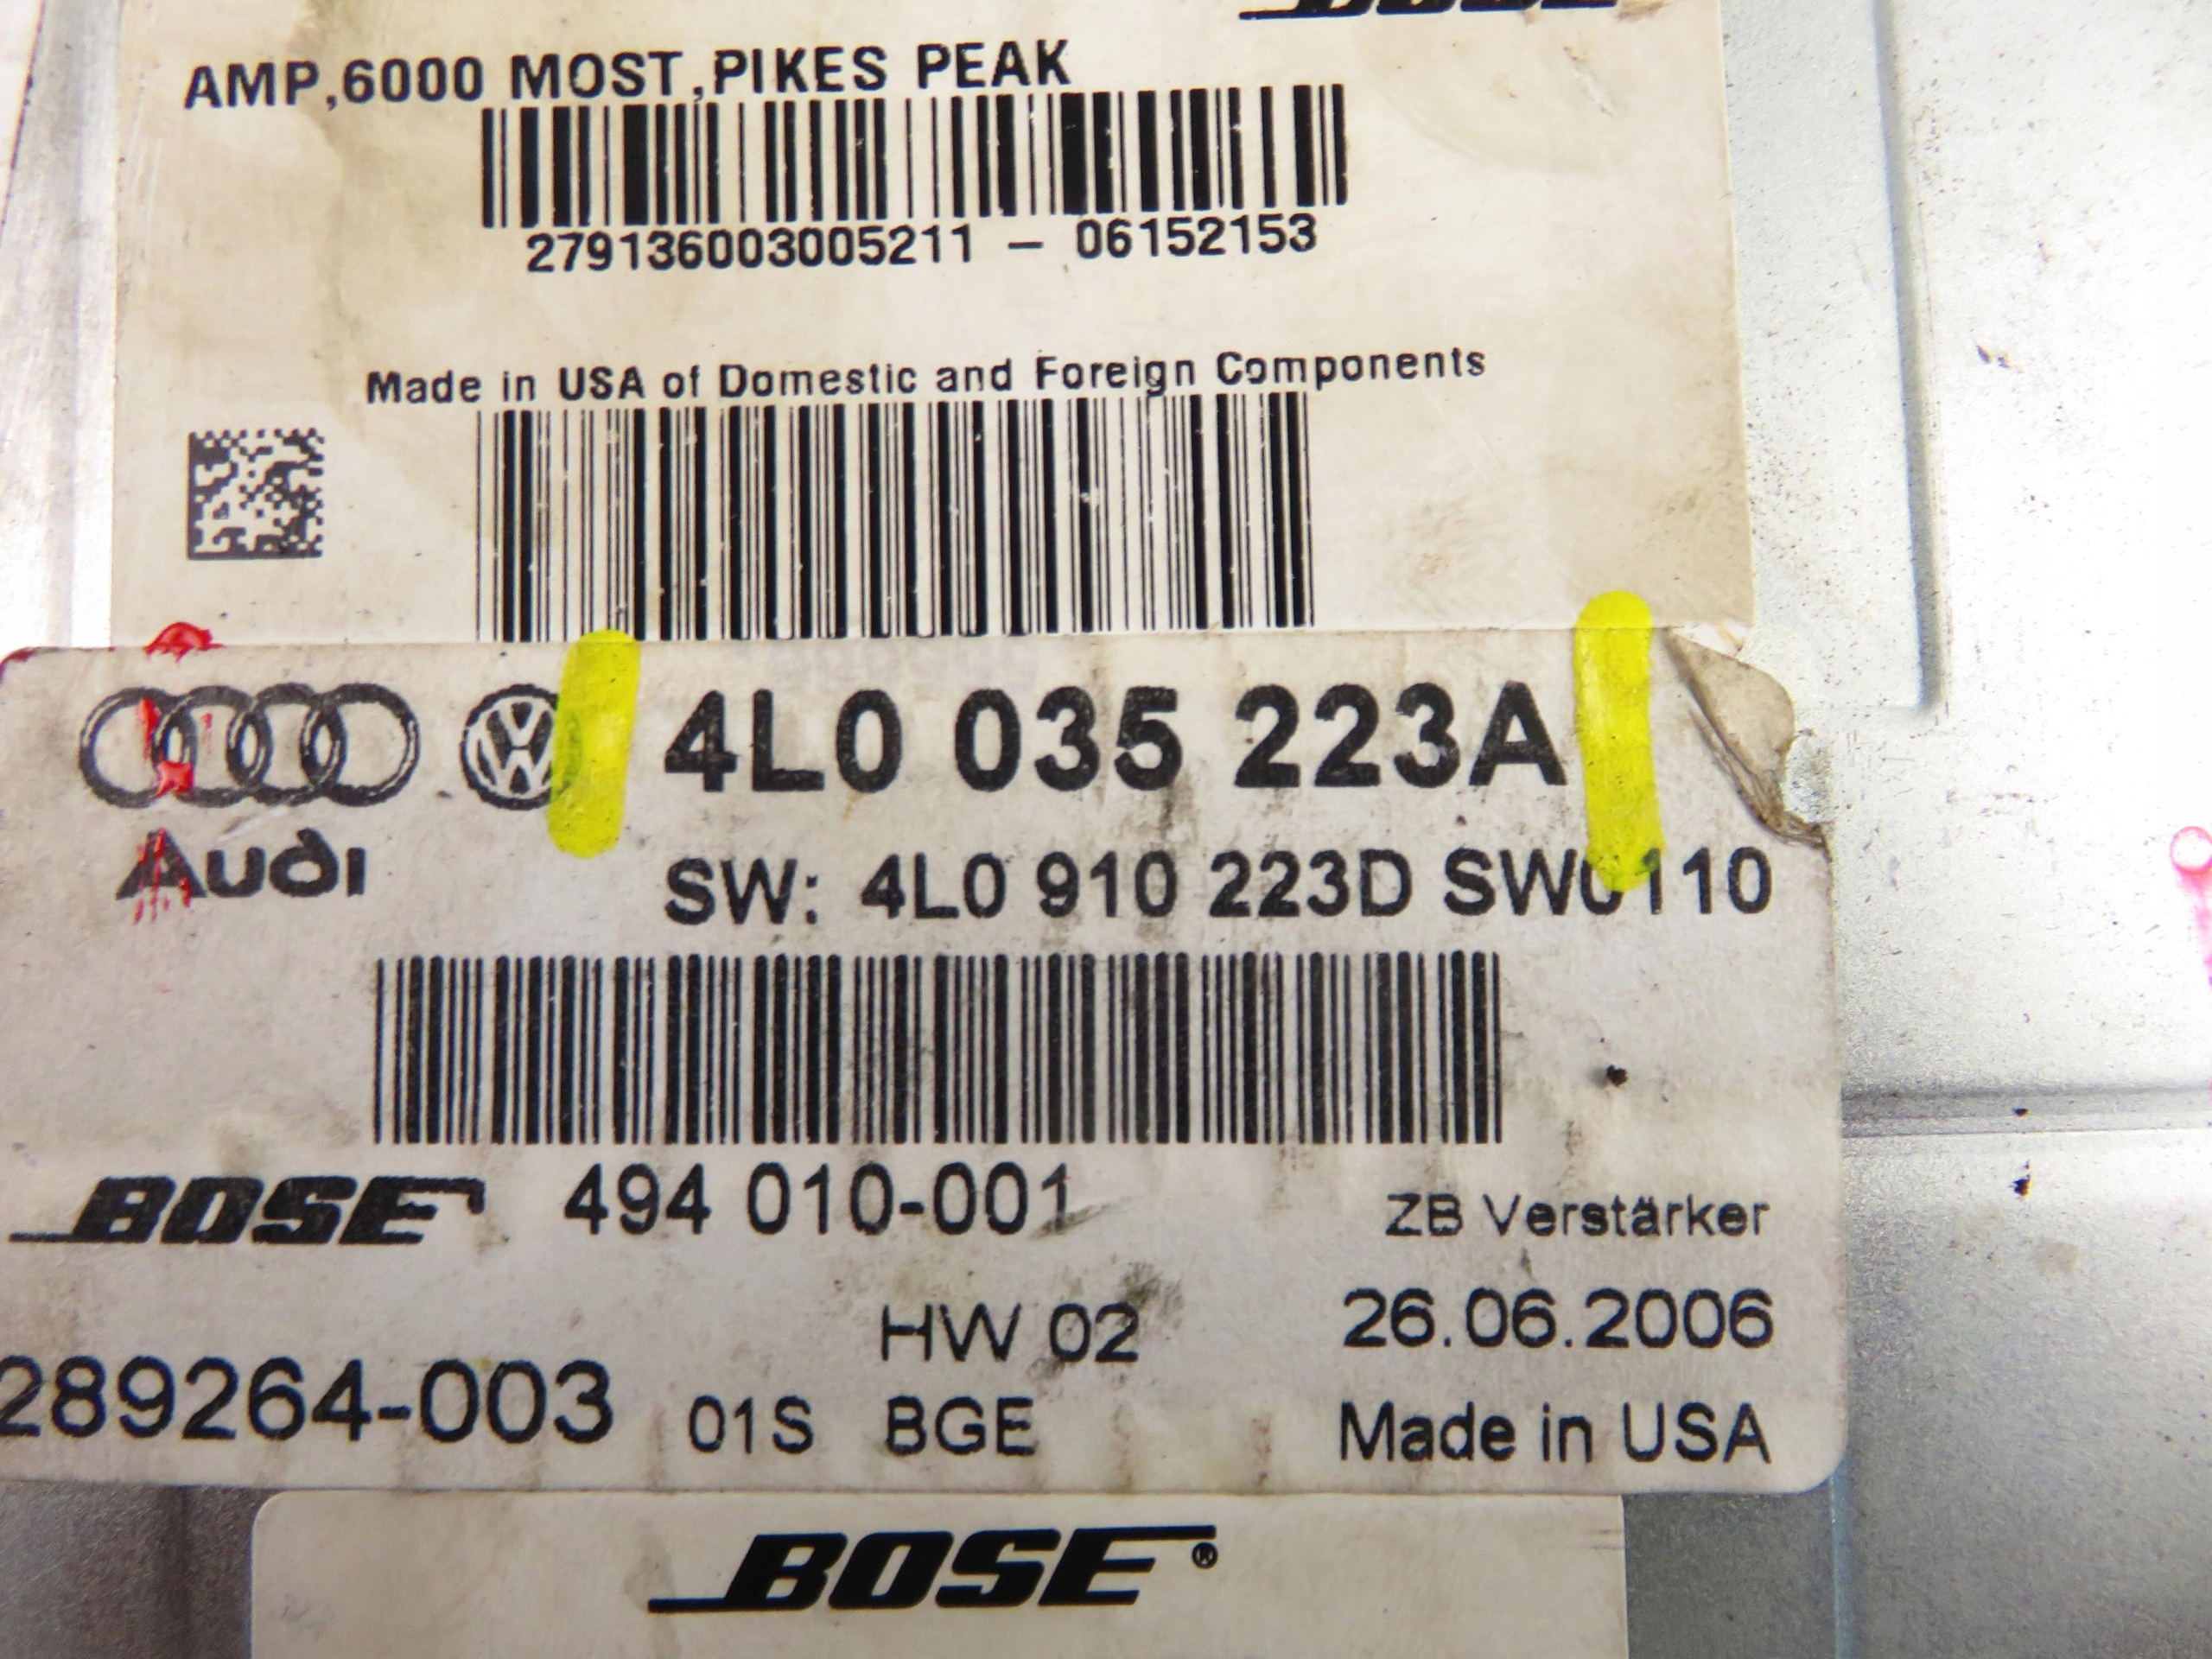 BOSE
AMP,6000 MOST,PIKES PEAK
279136003005211 – 06152153
Made in USA of Domestic and Foreign Components
4L0 035 223A
Audi
SW: 4L0 910 223D SW0110
BOSE 494 010-001
ZB Verstärker
HW 02
26.06.2006
289264-003
01S BGE
Made in USA
BOSE®